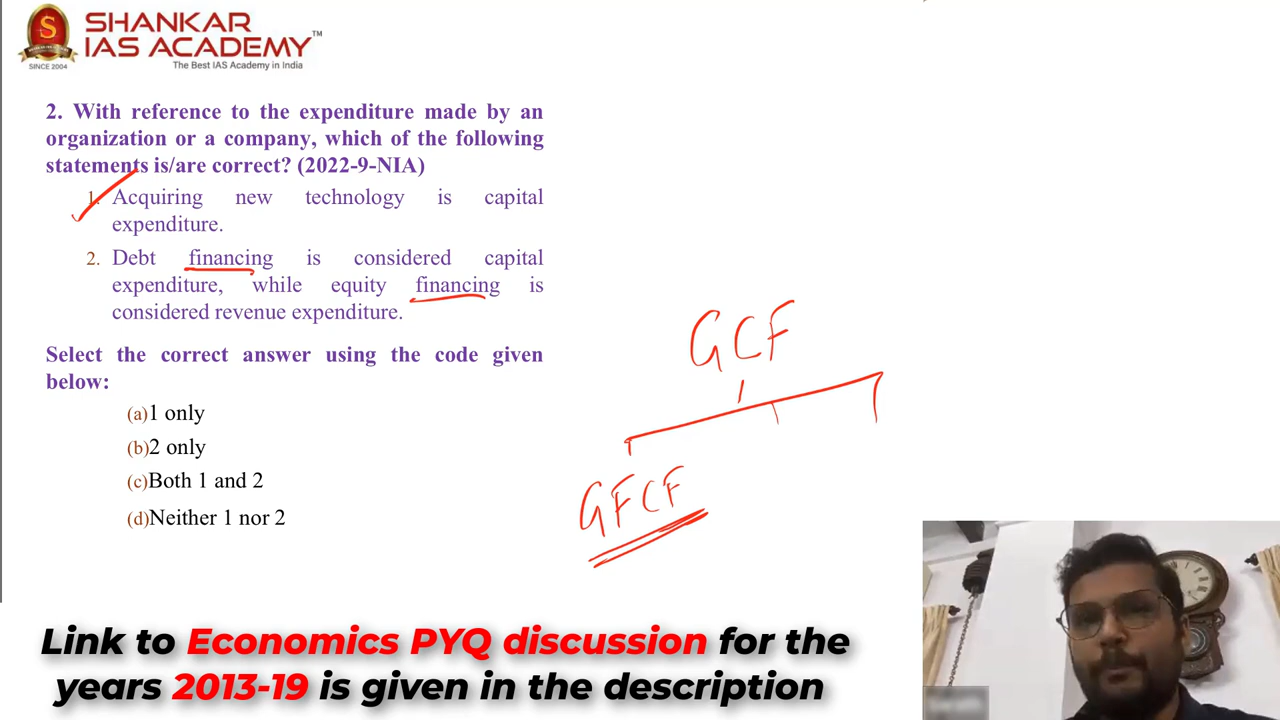 SHANKAR
IAS ACADEMY™
The Best IAS Academy in India
S
SINCE 2004
2. With reference to the expenditure made by an
organization or a company, which of the following
statements is/are correct? (2022-9-NIA)
1. Acquiring new technology is capital
expenditure.
2. Debt financing is considered capital
expenditure, while equity financing is
considered revenue expenditure.
Select the correct answer using the code given
below:
(a)1 only
(b)2 only
(c)Both 1 and 2
(d)Neither 1 nor 2
GCF
GFCF
Link to Economics PYQ discussion for the
years 2013-19 is given in the description